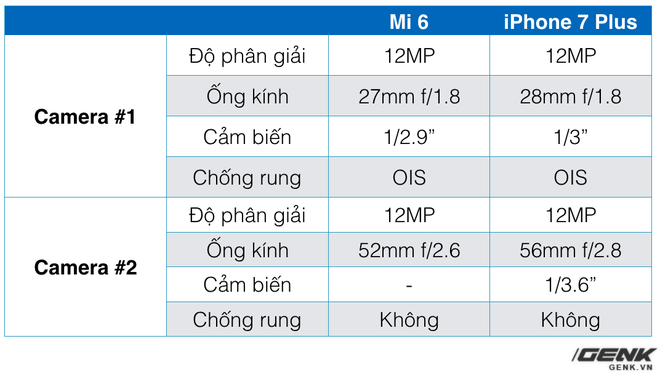 Mi 6 iPhone 7 Plus
Camera #1
Độ phân giải 12MP 12MP
Ống kính 27mm f/1.8 28mm f/1.8
Cảm biến 1/2.9” 1/3”
Chống rung OIS OIS
Camera #2
Độ phân giải 12MP 12MP
Ống kính 52mm f/2.6 56mm f/2.8
Cảm biến - 1/3.6”
Chống rung Không Không
GENK
GENK.VN